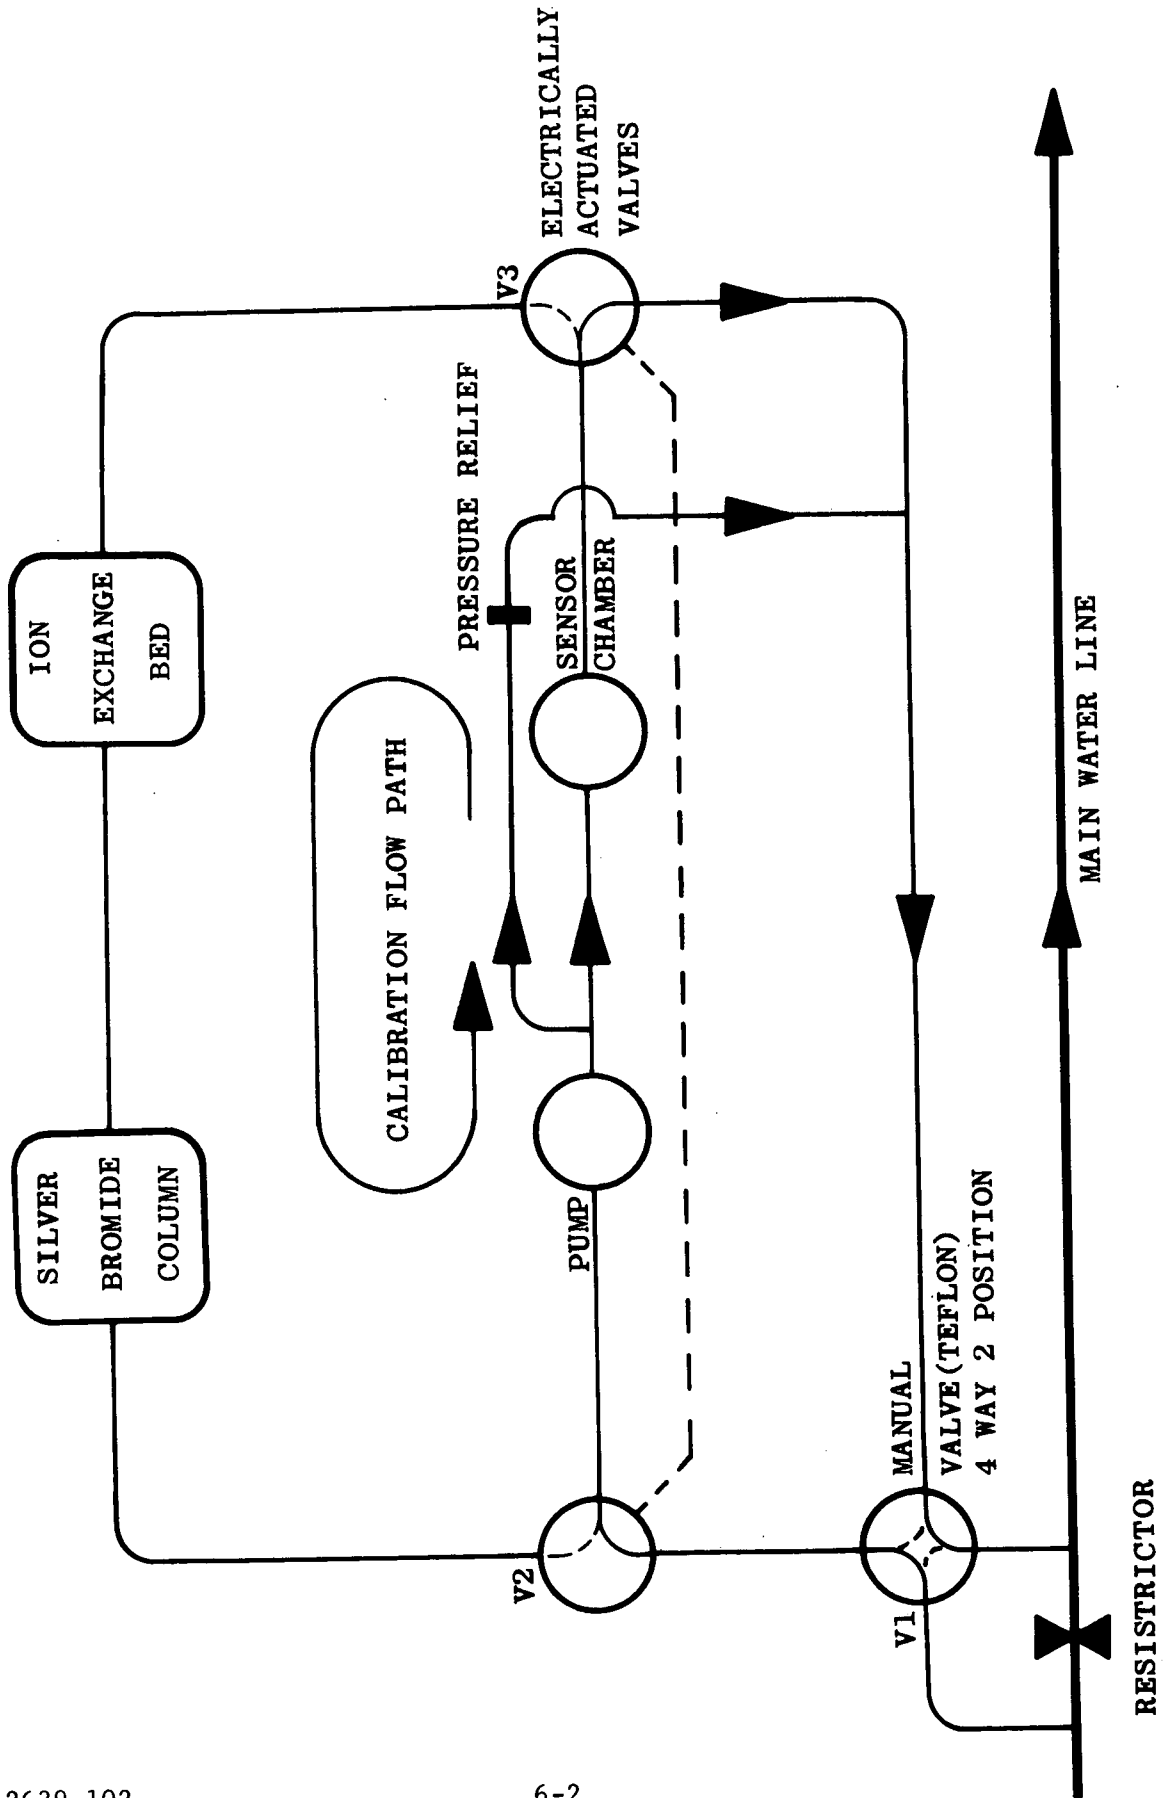 ION
EXCHANGE
BED
SILVER
BROMIDE
COLUMN
CALIBRATION FLOW PATH
PRESSURE RELIEF
V3
ELECTRICALLY
ACTUATED
VALVES
SENSOR
CHAMBER
PUMP
V2
MANUAL
VALVE(TEFLON)
4 WAY 2 POSITION
V1
MAIN WATER LINE
RESISTRICTOR
6-2